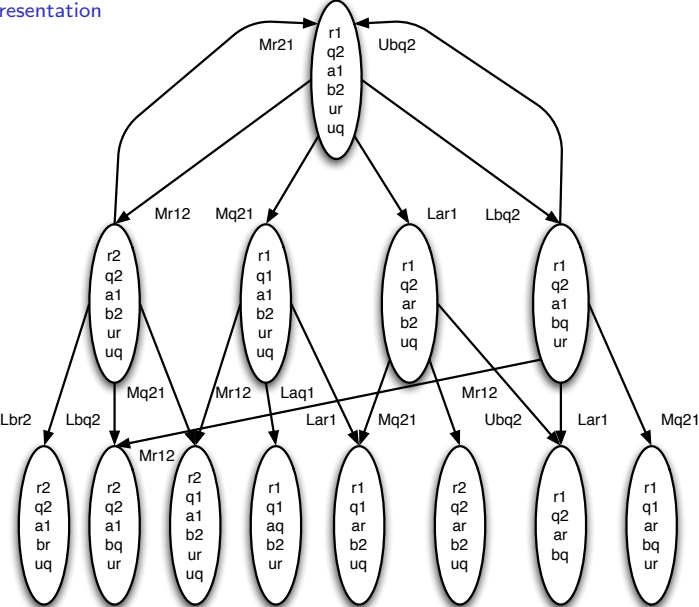 resentation
Mr21
Ubq2
r1
q2
a1
b2
ur
uq
Mr12
Mq21
Lar1
Lbq2
r2
q2
a1
b2
ur
uq
r1
q1
a1
b2
ur
uq
r1
q2
ar
b2
uq
r1
q2
a1
bq
ur
Lbr2
Lbq2
Mq21
Mr12
Laq1
Lar1
Mq21
Mr12
Ubq2
Lar1
Mq21
Mr12
r2
q2
a1
br
uq
r2
q2
a1
bq
ur
r2
q1
a1
b2
ur
uq
r1
q1
aq
b2
ur
r1
q1
ar
b2
uq
r2
q2
ar
b2
uq
r1
q2
ar
bq
r1
q1
ar
bq
ur